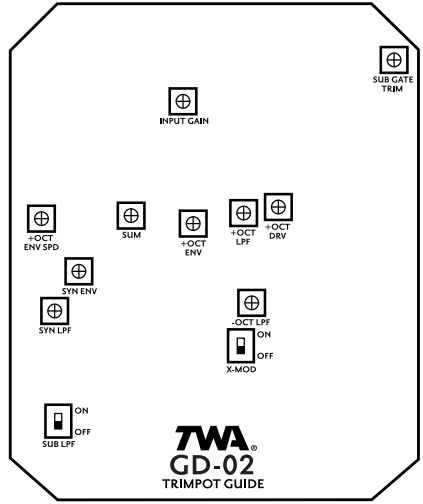 SUB GATE
TRIM
INPUT GAIN
+OCT
ENV SPD
SUM
+OCT
ENV
+OCT
LPF
+OCT
DRV
SYN ENV
SYN LPF
-OCT LPF
ON
OFF
X-MOD
ON
OFF
SUB LPF
TWA®
GD-02
TRIMPOT GUIDE